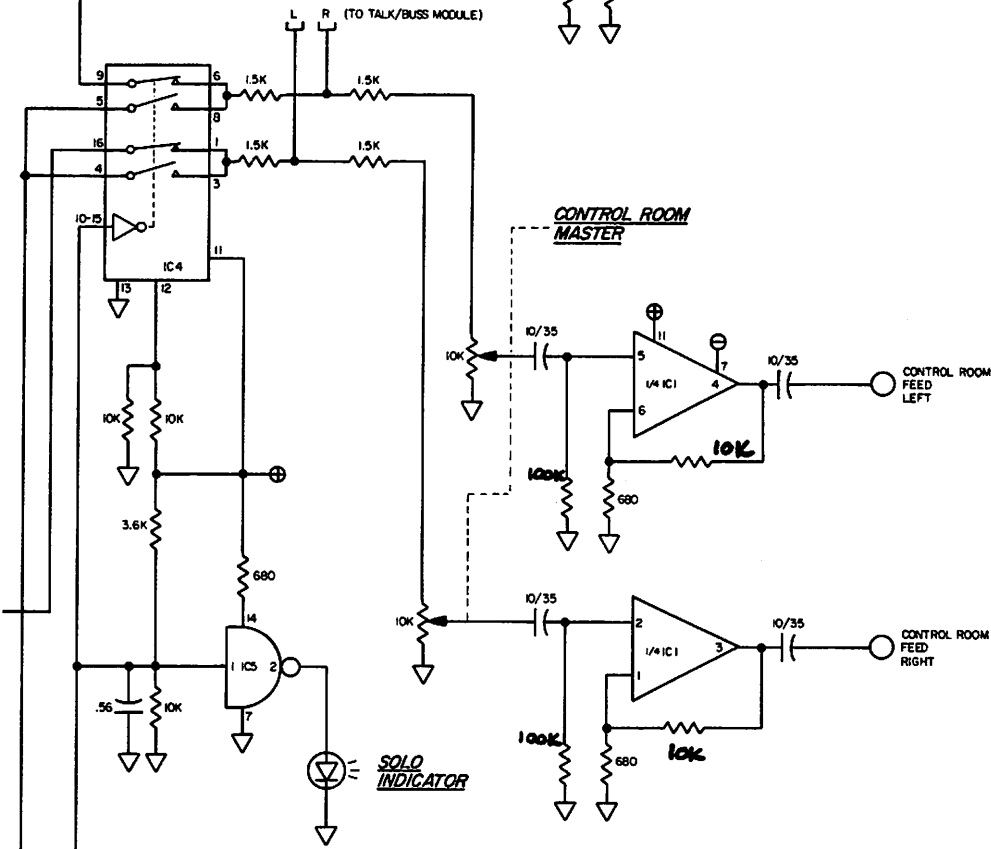 L R (TO TALK/BUSS MODULE)
9 6 1.5K 1.5K
5 8
16 1 1.5K 1.5K
4 3
10-15
11
IC4
13 12
CONTROL ROOM
MASTER
10K 10K
3.6K
680
14
1 IC5 2
7
.56 10K
SOLO
INDICATOR
10K
10/35
5
11
7
1/4 IC1 4
6
10/35
CONTROL ROOM
FEED
LEFT
10K
100K
680
10K
10/35
2
1/4 IC1 3
1
10/35
CONTROL ROOM
FEED
RIGHT
100K
10K
680